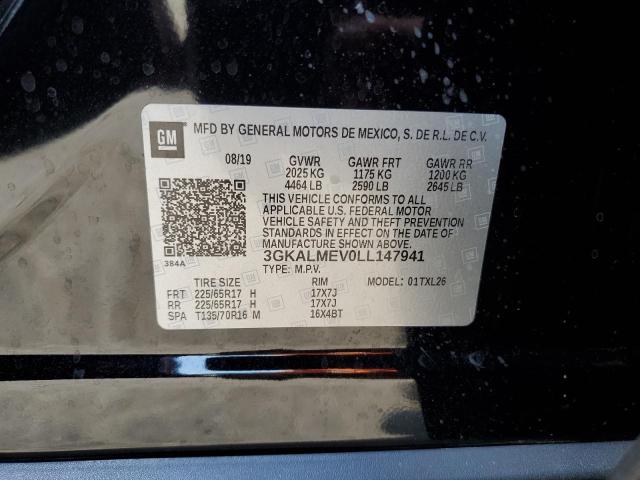 GM
MFD BY GENERAL MOTORS DE MEXICO, S. DE R.L. DE C.V.
08/19 GVWR GAWR FRT GAWR RR
2025 KG 1175 KG 1200 KG
4464 LB 2590 LB 2645 LB
THIS VEHICLE CONFORMS TO ALL
APPLICABLE U.S. FEDERAL MOTOR
VEHICLE SAFETY AND THEFT PREVENTION
STANDARDS IN EFFECT ON THE DATE
OF MANUFACTURE SHOWN ABOVE.
384A
3GKALMEV0LL147941
TYPE: M.P.V. MODEL: 01TXL26
TIRE SIZE RIM
FRT 225/65R17 H 17X7J
RR 225/65R17 H 17X7J
SPA T135/70R16 M 16X4BT